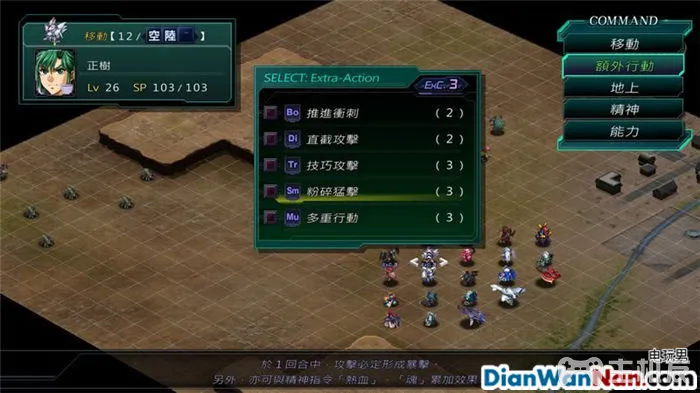 移動【12／空陸－－】
正樹
Lv 26 SP 103/103
SELECT: Extra-Action
ExC 3
Bo 推進衝刺 (2)
Di 直截攻擊 (2)
Tr 技巧攻擊 (3)
Sm 粉碎猛擊 (3)
Mu 多重行動 (3)
COMMAND
移動
額外行動
地上
精神
能力
於1回合中，攻擊必定形成暴擊。
另外，亦可與精神指令「熱血」、「魂」累加效果
电玩男
DianWanNan.com